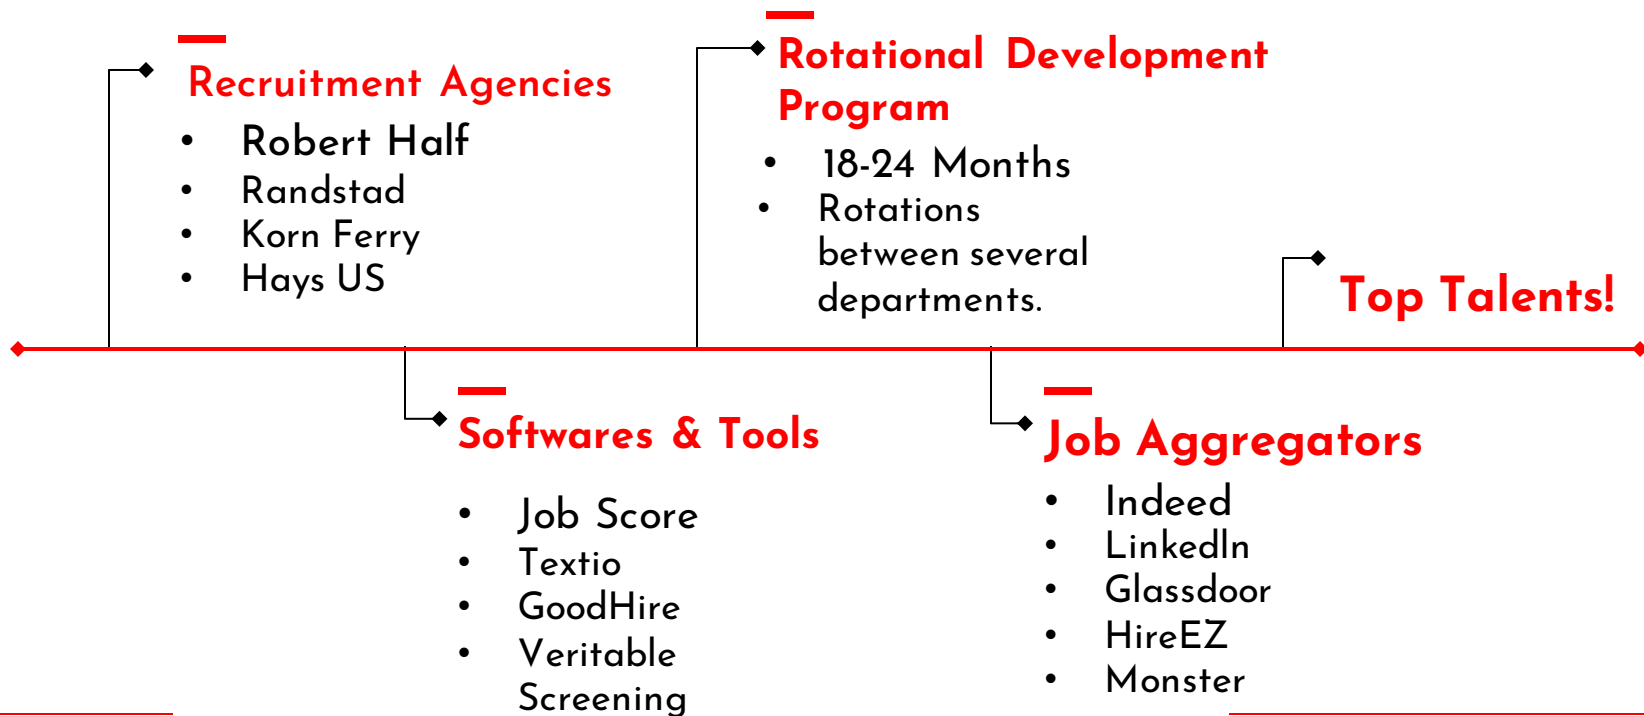 Recruitment Agencies
• Robert Half
• Randstad
• Korn Ferry
• Hays US
Softwares & Tools
• Job Score
• Textio
• GoodHire
• Veritable
Screening
Rotational Development
Program
• 18-24 Months
• Rotations
between several
departments.
Job Aggregators
• Indeed
• LinkedIn
• Glassdoor
• HireEZ
• Monster
Top Talents!